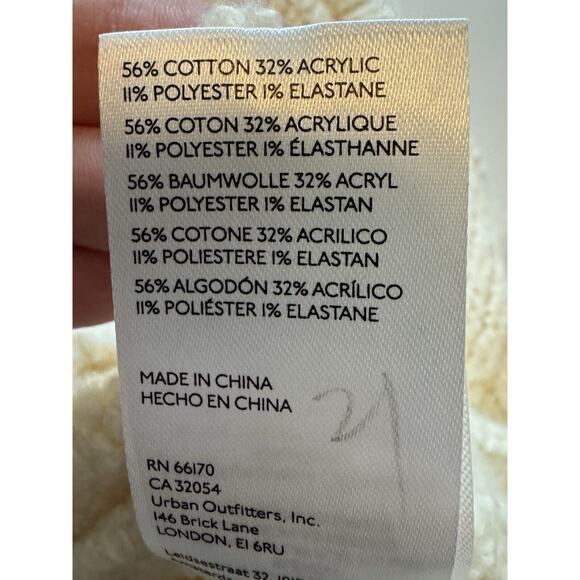 56% COTTON 32% ACRYLIC
11% POLYESTER 1% ELASTANE
56% COTON 32% ACRYLIQUE
11% POLYESTER 1% ÉLASTHANNE
56% BAUMWOLLE 32% ACRYL
11% POLYESTER 1% ELASTAN
56% COTONE 32% ACRILICO
11% POLIESTERE 1% ELASTAN
56% ALGODÓN 32% ACRÍLICO
11% POLIÉSTER 1% ELASTANE
MADE IN CHINA
HECHO EN CHINA
21
RN 66170
CA 32054
Urban Outfitters, Inc.
146 Brick Lane
LONDON, E1 6RU
Leidsestraat 32,